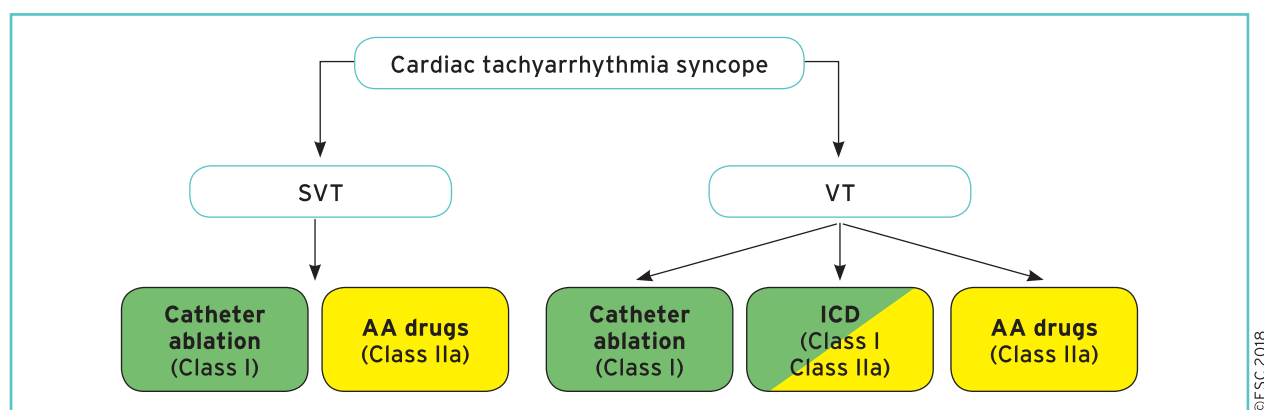 Cardiac tachyarrhythmia syncope
SVT
VT
Catheter
ablation
(Class I)
AA drugs
(Class IIa)
Catheter
ablation
(Class I)
ICD
(Class I
Class IIa)
AA drugs
(Class IIa)
©ESC 2018